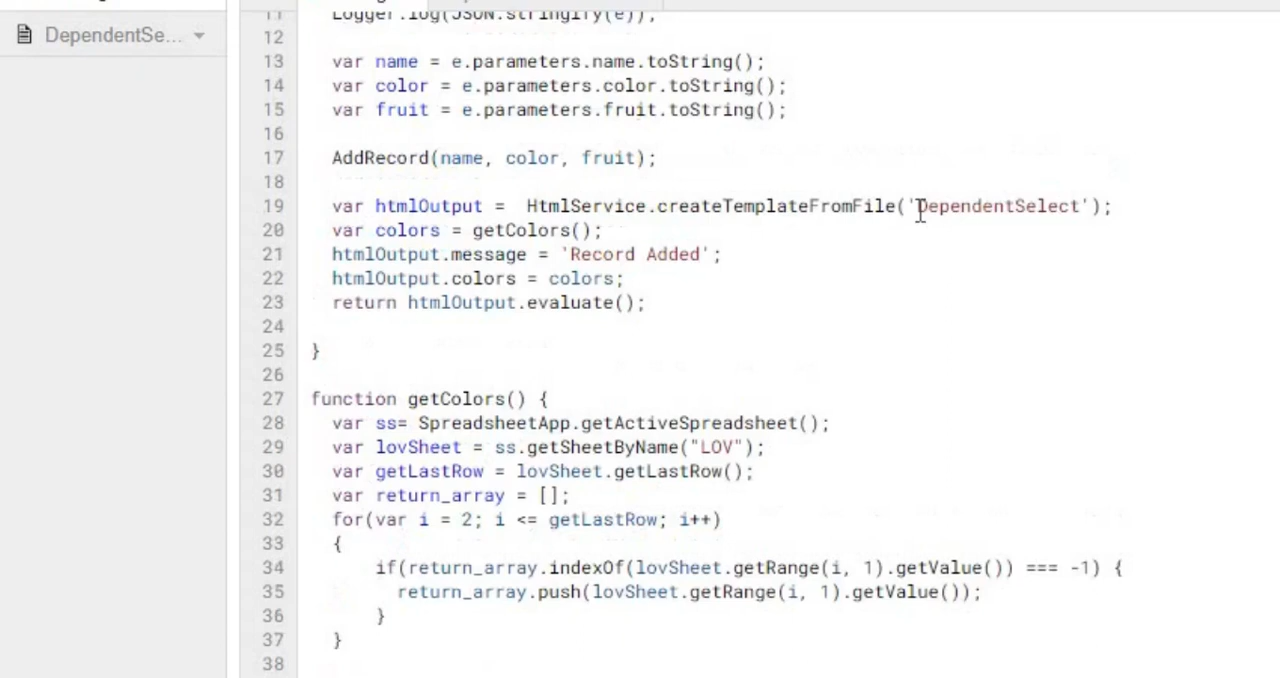 DependentSe...
11 Logger.log(JSON.stringify(e));
12
13 var name = e.parameters.name.toString();
14 var color = e.parameters.color.toString();
15 var fruit = e.parameters.fruit.toString();
16
17 AddRecord(name, color, fruit);
18
19 var htmlOutput =  HtmlService.createTemplateFromFile('DependentSelect');
20 var colors = getColors();
21 htmlOutput.message = 'Record Added';
22 htmlOutput.colors = colors;
23 return htmlOutput.evaluate();
24
25 }
26
27 function getColors() {
28 var ss= SpreadsheetApp.getActiveSpreadsheet();
29 var lovSheet = ss.getSheetByName("LOV");
30 var getLastRow = lovSheet.getLastRow();
31 var return_array = [];
32 for(var i = 2; i <= getLastRow; i++)
33 {
34 if(return_array.indexOf(lovSheet.getRange(i, 1).getValue()) === -1) {
35 return_array.push(lovSheet.getRange(i, 1).getValue());
36 }
37 }
38